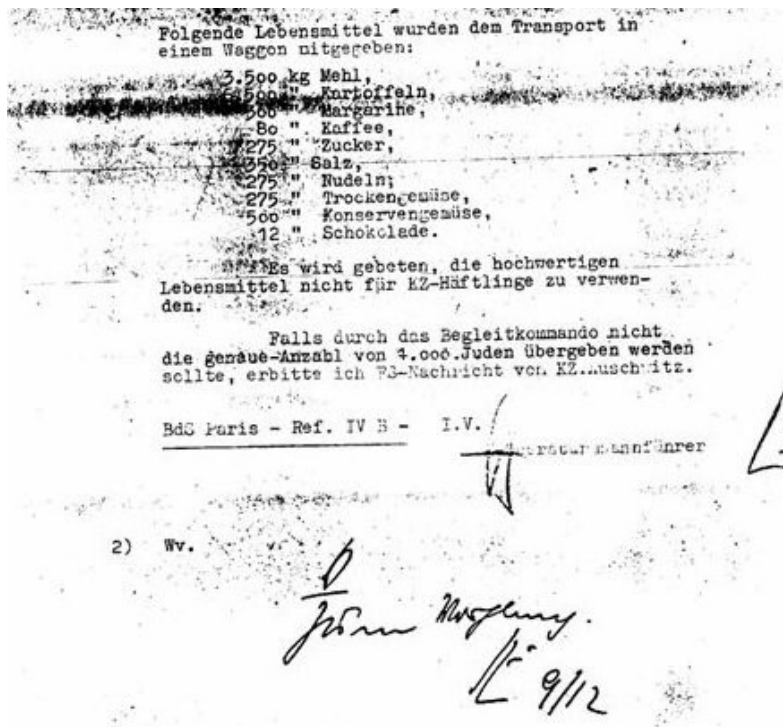 Folgende Lebensmittel wurden dem Transport in
einem Waggon mitgegeben:
3.500 kg Mehl,
" Kartoffeln,
" Margarine,
80 " Kaffee,
275 " Zucker,
350 " Salz,
275 " Nudeln,
275 " Trockengemüse,
500 " Konservengemüse,
12 " Schokolade.
Es wird gebeten, die hochwertigen
Lebensmittel nicht für KZ-Häftlinge zu verwen-
den.
Falls durch das Begleitkommando nicht
die genaue Anzahl von 1.000 Juden übergeben werden
sollte, erbitte ich FS-Nachricht von KZ.Auschwitz.
BdS Paris - Ref. IV B - I.V.
2) Wv.
9/12